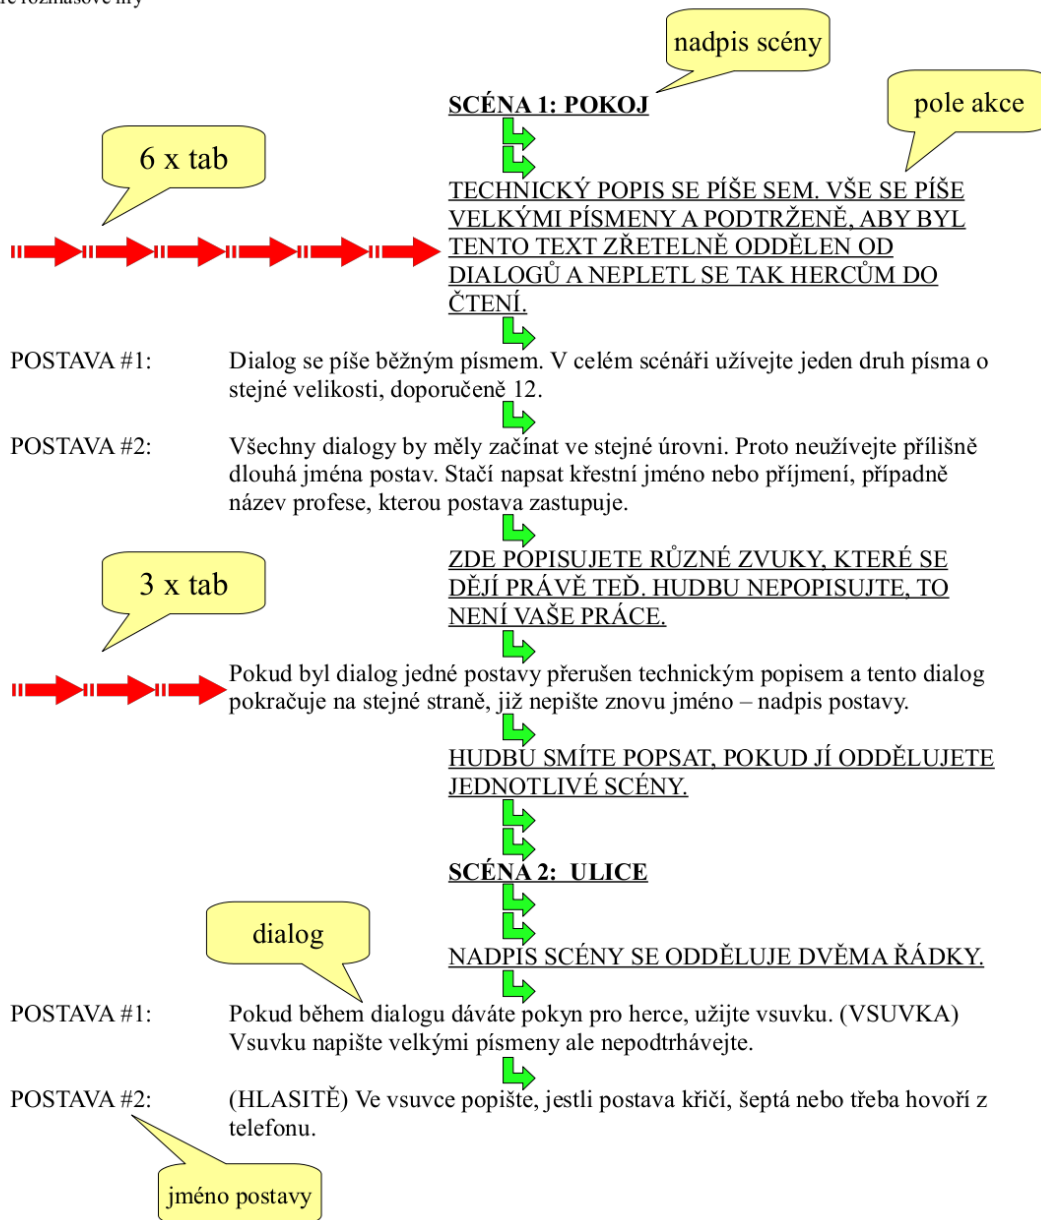 nadpis scény
SCÉNA 1: POKOJ
pole akce
6 x tab
TECHNICKÝ POPIS SE PÍŠE SEM. VŠE SE PÍŠE
VELKÝMI PÍSMENY A PODTRŽENĚ, ABY BYL
TENTO TEXT ZŘETELNĚ ODDĚLEN OD
DIALOGŮ A NEPLETL SE TAK HERCŮM DO
ČTENÍ.
POSTAVA #1: Dialog se píše běžným písmem. V celém scénáři užívejte jeden druh písma o
stejné velikosti, doporučeně 12.
POSTAVA #2: Všechny dialogy by měly začínat ve stejné úrovni. Proto neužívejte přílišně
dlouhá jména postav. Stačí napsat křestní jméno nebo příjmení, případně
název profese, kterou postava zastupuje.
ZDE POPISUJETE RŮZNÉ ZVUKY, KTERÉ SE
DĚJÍ PRÁVĚ TEĎ. HUDBU NEPOPISUJTE, TO
NENÍ VAŠE PRÁCE.
3 x tab
Pokud byl dialog jedné postavy přerušen technickým popisem a tento dialog
pokračuje na stejné straně, již nepište znovu jméno – nadpis postavy.
HUDBU SMÍTE POPSAT, POKUD JÍ ODDĚLUJETE
JEDNOTLIVÉ SCÉNY.
SCÉNA 2: ULICE
dialog
NADPIS SCÉNY SE ODDĚLUJE DVĚMA ŘÁDKY.
POSTAVA #1: Pokud během dialogu dáváte pokyn pro herce, užijte vsuvku. (VSUVKA)
Vsuvku napište velkými písmeny ale nepodtrhávejte.
POSTAVA #2: (HLASITĚ) Ve vsuvce popište, jestli postava křičí, šeptá nebo třeba hovoří z
telefonu.
jméno postavy